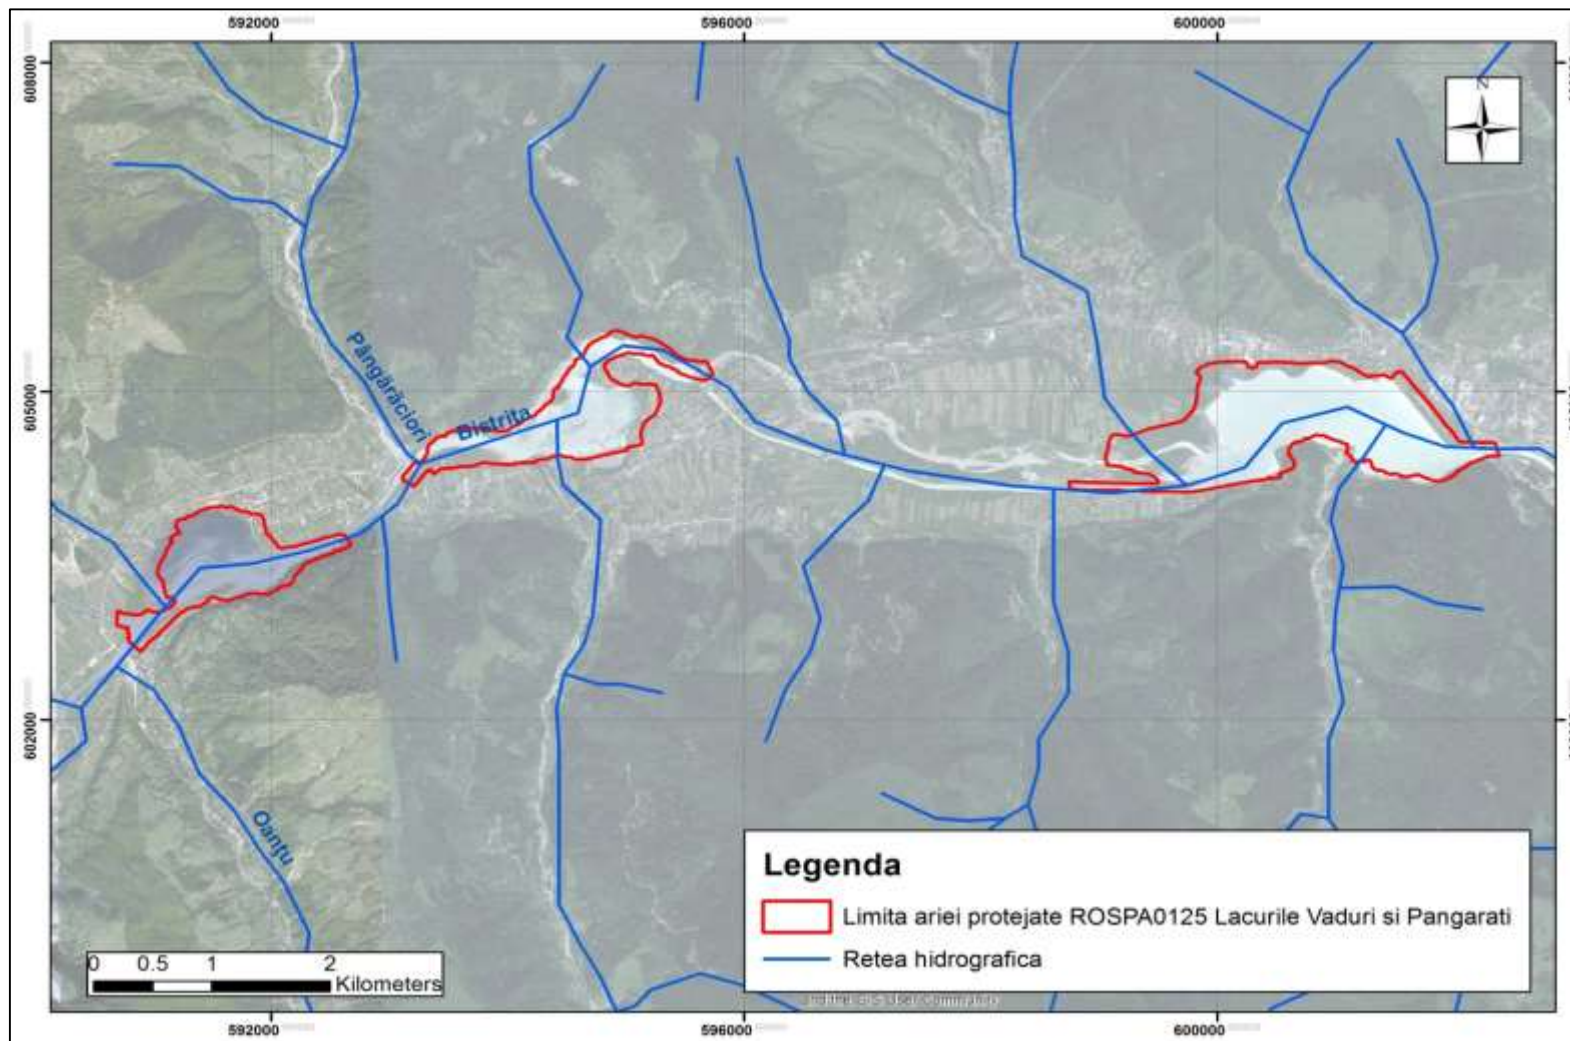 592000
596000
600000
608000
N
Pângărăciori
Bistrița
605000
602000
Oanțu
Legenda
Limita ariei protejate ROSPA0125 Lacurile Vaduri si Pangarati
Retea hidrografica
0 0.5 1 2
Kilometers
592000
596000
600000